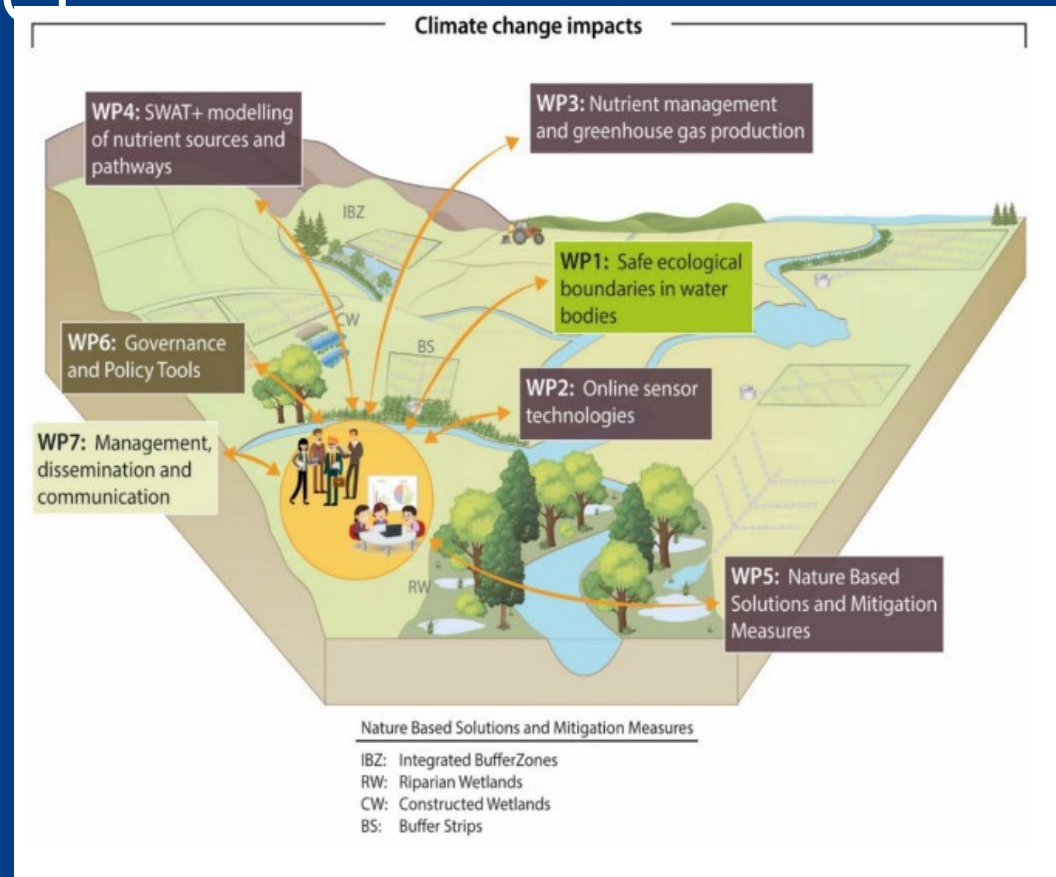 Climate change impacts
WP4: SWAT+ modelling
of nutrient sources and
pathways
WP3: Nutrient management
and greenhouse gas production
IBZ
WP1: Safe ecological
boundaries in water
bodies
CW
WP6: Governance
and Policy Tools
BS
WP2: Online sensor
technologies
WP7: Management,
dissemination and
communication
RW
WP5: Nature Based
Solutions and Mitigation
Measures
Nature Based Solutions and Mitigation Measures
IBZ: Integrated BufferZones
RW: Riparian Wetlands
CW: Constructed Wetlands
BS: Buffer Strips